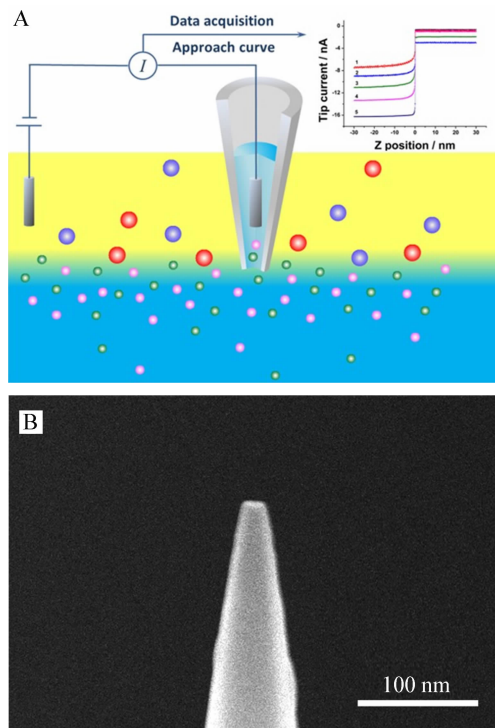 A
Data acquisition
Approach curve
I
Tip current / nA
0
-4
-8
-12
-16
1
2
3
4
5
-30 -20 -10 0 10 20 30
Z position / nm
B
100 nm